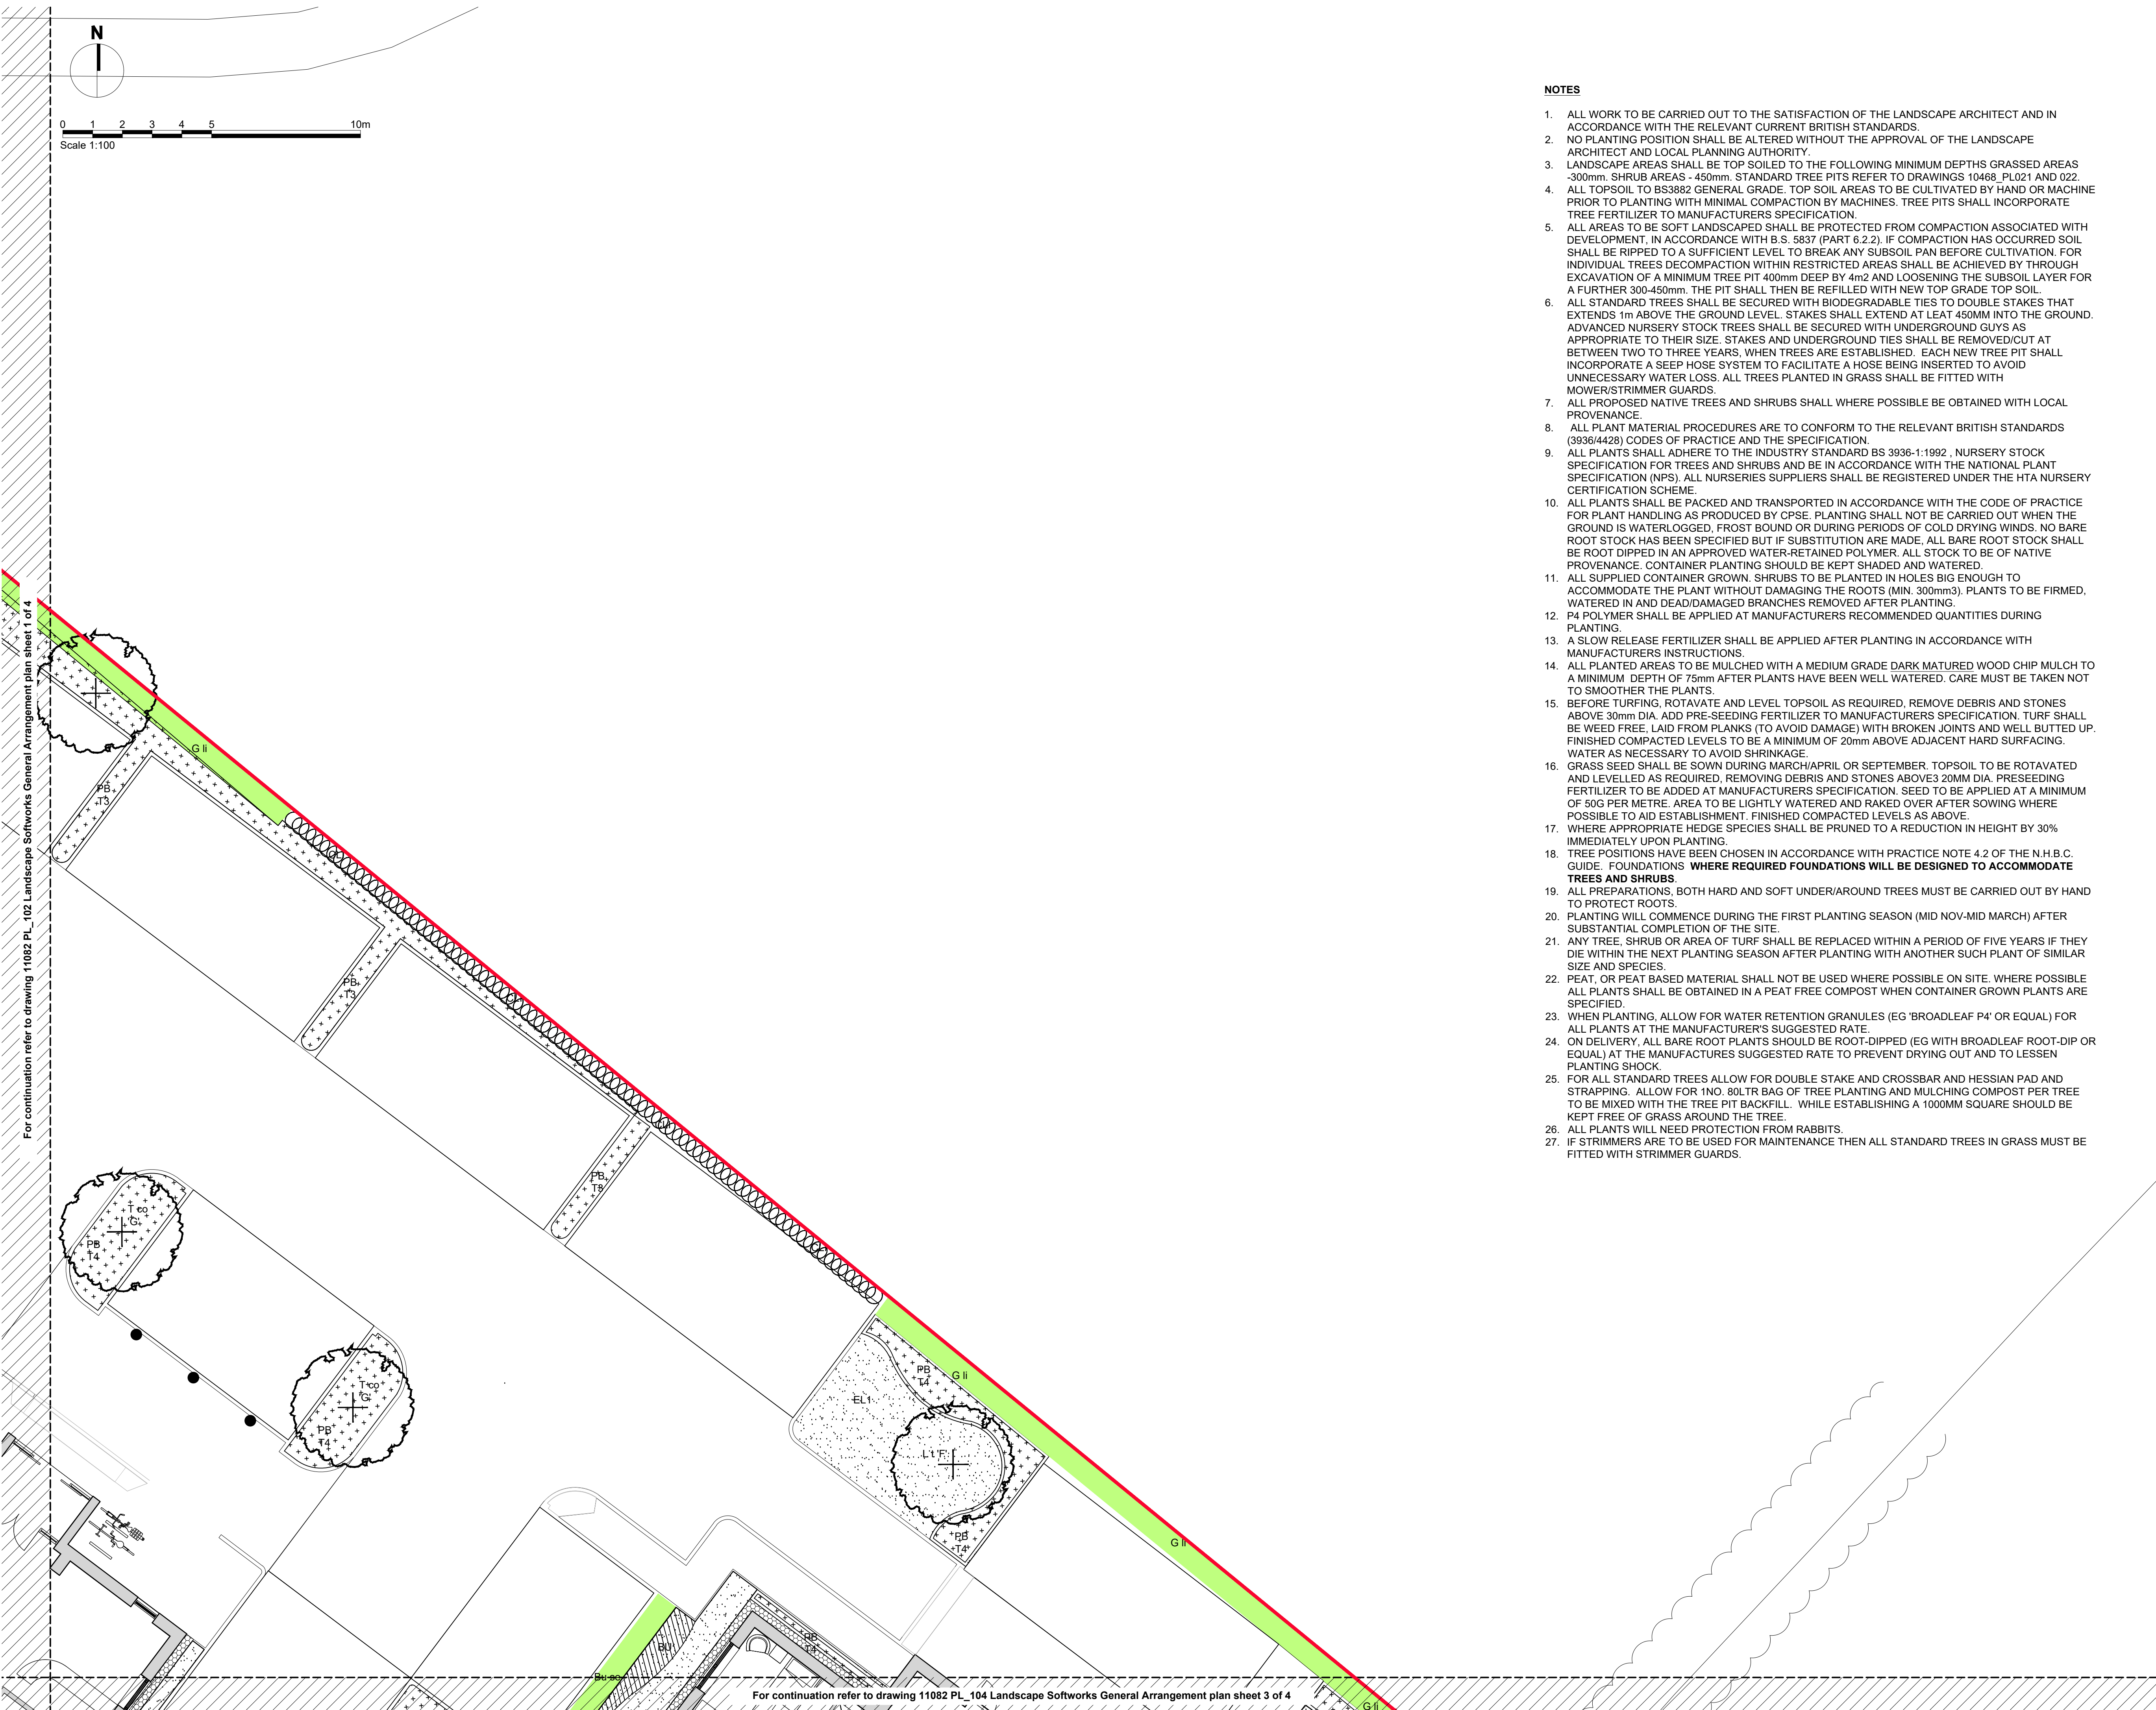 N
0 1 2 3 4 5 10m
Scale 1:100
NOTES
1. ALL WORK TO BE CARRIED OUT TO THE SATISFACTION OF THE LANDSCAPE ARCHITECT AND IN
ACCORDANCE WITH THE RELEVANT CURRENT BRITISH STANDARDS.
2. NO PLANTING POSITION SHALL BE ALTERED WITHOUT THE APPROVAL OF THE LANDSCAPE
ARCHITECT AND LOCAL PLANNING AUTHORITY.
3. LANDSCAPE AREAS SHALL BE TOP SOILED TO THE FOLLOWING MINIMUM DEPTHS GRASSED AREAS
-300mm. SHRUB AREAS - 450mm. STANDARD TREE PITS REFER TO DRAWINGS 10468_PL021 AND 022.
4. ALL TOPSOIL TO BS3882 GENERAL GRADE. TOP SOIL AREAS TO BE CULTIVATED BY HAND OR MACHINE
PRIOR TO PLANTING WITH MINIMAL COMPACTION BY MACHINES. TREE PITS SHALL INCORPORATE
TREE FERTILIZER TO MANUFACTURERS SPECIFICATION.
5. ALL AREAS TO BE SOFT LANDSCAPED SHALL BE PROTECTED FROM COMPACTION ASSOCIATED WITH
DEVELOPMENT, IN ACCORDANCE WITH B.S. 5837 (PART 6.2.2). IF COMPACTION HAS OCCURRED SOIL
SHALL BE RIPPED TO A SUFFICIENT LEVEL TO BREAK ANY SUBSOIL PAN BEFORE CULTIVATION. FOR
INDIVIDUAL TREES DECOMPACTION WITHIN RESTRICTED AREAS SHALL BE ACHIEVED BY THROUGH
EXCAVATION OF A MINIMUM TREE PIT 400mm DEEP BY 4m2 AND LOOSENING THE SUBSOIL LAYER FOR
A FURTHER 300-450mm. THE PIT SHALL THEN BE REFILLED WITH NEW TOP GRADE TOP SOIL.
6. ALL STANDARD TREES SHALL BE SECURED WITH BIODEGRADABLE TIES TO DOUBLE STAKES THAT
EXTENDS 1m ABOVE THE GROUND LEVEL. STAKES SHALL EXTEND AT LEAT 450MM INTO THE GROUND.
ADVANCED NURSERY STOCK TREES SHALL BE SECURED WITH UNDERGROUND GUYS AS
APPROPRIATE TO THEIR SIZE. STAKES AND UNDERGROUND TIES SHALL BE REMOVED/CUT AT
BETWEEN TWO TO THREE YEARS, WHEN TREES ARE ESTABLISHED. EACH NEW TREE PIT SHALL
INCORPORATE A SEEP HOSE SYSTEM TO FACILITATE A HOSE BEING INSERTED TO AVOID
UNNECESSARY WATER LOSS. ALL TREES PLANTED IN GRASS SHALL BE FITTED WITH
MOWER/STRIMMER GUARDS.
7. ALL PROPOSED NATIVE TREES AND SHRUBS SHALL WHERE POSSIBLE BE OBTAINED WITH LOCAL
PROVENANCE.
8. ALL PLANT MATERIAL PROCEDURES ARE TO CONFORM TO THE RELEVANT BRITISH STANDARDS
(3936/4428) CODES OF PRACTICE AND THE SPECIFICATION.
9. ALL PLANTS SHALL ADHERE TO THE INDUSTRY STANDARD BS 3936-1:1992 , NURSERY STOCK
SPECIFICATION FOR TREES AND SHRUBS AND BE IN ACCORDANCE WITH THE NATIONAL PLANT
SPECIFICATION (NPS). ALL NURSERIES SUPPLIERS SHALL BE REGISTERED UNDER THE HTA NURSERY
CERTIFICATION SCHEME.
10. ALL PLANTS SHALL BE PACKED AND TRANSPORTED IN ACCORDANCE WITH THE CODE OF PRACTICE
FOR PLANT HANDLING AS PRODUCED BY CPSE. PLANTING SHALL NOT BE CARRIED OUT WHEN THE
GROUND IS WATERLOGGED, FROST BOUND OR DURING PERIODS OF COLD DRYING WINDS. NO BARE
ROOT STOCK HAS BEEN SPECIFIED BUT IF SUBSTITUTION ARE MADE, ALL BARE ROOT STOCK SHALL
BE ROOT DIPPED IN AN APPROVED WATER-RETAINED POLYMER. ALL STOCK TO BE OF NATIVE
PROVENANCE. CONTAINER PLANTING SHOULD BE KEPT SHADED AND WATERED.
11. ALL SUPPLIED CONTAINER GROWN. SHRUBS TO BE PLANTED IN HOLES BIG ENOUGH TO
ACCOMMODATE THE PLANT WITHOUT DAMAGING THE ROOTS (MIN. 300mm3). PLANTS TO BE FIRMED,
WATERED IN AND DEAD/DAMAGED BRANCHES REMOVED AFTER PLANTING.
12. P4 POLYMER SHALL BE APPLIED AT MANUFACTURERS RECOMMENDED QUANTITIES DURING
PLANTING.
13. A SLOW RELEASE FERTILIZER SHALL BE APPLIED AFTER PLANTING IN ACCORDANCE WITH
MANUFACTURERS INSTRUCTIONS.
14. ALL PLANTED AREAS TO BE MULCHED WITH A MEDIUM GRADE DARK MATURED WOOD CHIP MULCH TO
A MINIMUM DEPTH OF 75mm AFTER PLANTS HAVE BEEN WELL WATERED. CARE MUST BE TAKEN NOT
TO SMOOTHER THE PLANTS.
15. BEFORE TURFING, ROTAVATE AND LEVEL TOPSOIL AS REQUIRED, REMOVE DEBRIS AND STONES
ABOVE 30mm DIA. ADD PRE-SEEDING FERTILIZER TO MANUFACTURERS SPECIFICATION. TURF SHALL
BE WEED FREE, LAID FROM PLANKS (TO AVOID DAMAGE) WITH BROKEN JOINTS AND WELL BUTTED UP.
FINISHED COMPACTED LEVELS TO BE A MINIMUM OF 20mm ABOVE ADJACENT HARD SURFACING.
WATER AS NECESSARY TO AVOID SHRINKAGE.
16. GRASS SEED SHALL BE SOWN DURING MARCH/APRIL OR SEPTEMBER. TOPSOIL TO BE ROTAVATED
AND LEVELLED AS REQUIRED, REMOVING DEBRIS AND STONES ABOVE3 20MM DIA. PRESEEDING
FERTILIZER TO BE ADDED AT MANUFACTURERS SPECIFICATION. SEED TO BE APPLIED AT A MINIMUM
OF 50G PER METRE. AREA TO BE LIGHTLY WATERED AND RAKED OVER AFTER SOWING WHERE
POSSIBLE TO AID ESTABLISHMENT. FINISHED COMPACTED LEVELS AS ABOVE.
17. WHERE APPROPRIATE HEDGE SPECIES SHALL BE PRUNED TO A REDUCTION IN HEIGHT BY 30%
IMMEDIATELY UPON PLANTING.
18. TREE POSITIONS HAVE BEEN CHOSEN IN ACCORDANCE WITH PRACTICE NOTE 4.2 OF THE N.H.B.C.
GUIDE. FOUNDATIONS WHERE REQUIRED FOUNDATIONS WILL BE DESIGNED TO ACCOMMODATE
TREES AND SHRUBS.
19. ALL PREPARATIONS, BOTH HARD AND SOFT UNDER/AROUND TREES MUST BE CARRIED OUT BY HAND
TO PROTECT ROOTS.
20. PLANTING WILL COMMENCE DURING THE FIRST PLANTING SEASON (MID NOV-MID MARCH) AFTER
SUBSTANTIAL COMPLETION OF THE SITE.
21. ANY TREE, SHRUB OR AREA OF TURF SHALL BE REPLACED WITHIN A PERIOD OF FIVE YEARS IF THEY
DIE WITHIN THE NEXT PLANTING SEASON AFTER PLANTING WITH ANOTHER SUCH PLANT OF SIMILAR
SIZE AND SPECIES.
22. PEAT, OR PEAT BASED MATERIAL SHALL NOT BE USED WHERE POSSIBLE ON SITE. WHERE POSSIBLE
ALL PLANTS SHALL BE OBTAINED IN A PEAT FREE COMPOST WHEN CONTAINER GROWN PLANTS ARE
SPECIFIED.
23. WHEN PLANTING, ALLOW FOR WATER RETENTION GRANULES (EG 'BROADLEAF P4' OR EQUAL) FOR
ALL PLANTS AT THE MANUFACTURER'S SUGGESTED RATE.
24. ON DELIVERY, ALL BARE ROOT PLANTS SHOULD BE ROOT-DIPPED (EG WITH BROADLEAF ROOT-DIP OR
EQUAL) AT THE MANUFACTURES SUGGESTED RATE TO PREVENT DRYING OUT AND TO LESSEN
PLANTING SHOCK.
25. FOR ALL STANDARD TREES ALLOW FOR DOUBLE STAKE AND CROSSBAR AND HESSIAN PAD AND
STRAPPING. ALLOW FOR 1NO. 80LTR BAG OF TREE PLANTING AND MULCHING COMPOST PER TREE
TO BE MIXED WITH THE TREE PIT BACKFILL. WHILE ESTABLISHING A 1000MM SQUARE SHOULD BE
KEPT FREE OF GRASS AROUND THE TREE.
26. ALL PLANTS WILL NEED PROTECTION FROM RABBITS.
27. IF STRIMMERS ARE TO BE USED FOR MAINTENANCE THEN ALL STANDARD TREES IN GRASS MUST BE
FITTED WITH STRIMMER GUARDS.
For continuation refer to drawing 11082 PL_102 Landscape Softworks General Arrangement plan sheet 1 of 4
G li
PB
T3
PB
T3
PB
T3
T co
'G'
PB
T4
T co
'G'
PB
T4
PB
T4
G li
EL1
L t 'F'
PB
T4
G li
BU
PB
T4
Bu se
For continuation refer to drawing 11082 PL_104 Landscape Softworks General Arrangement plan sheet 3 of 4
G li